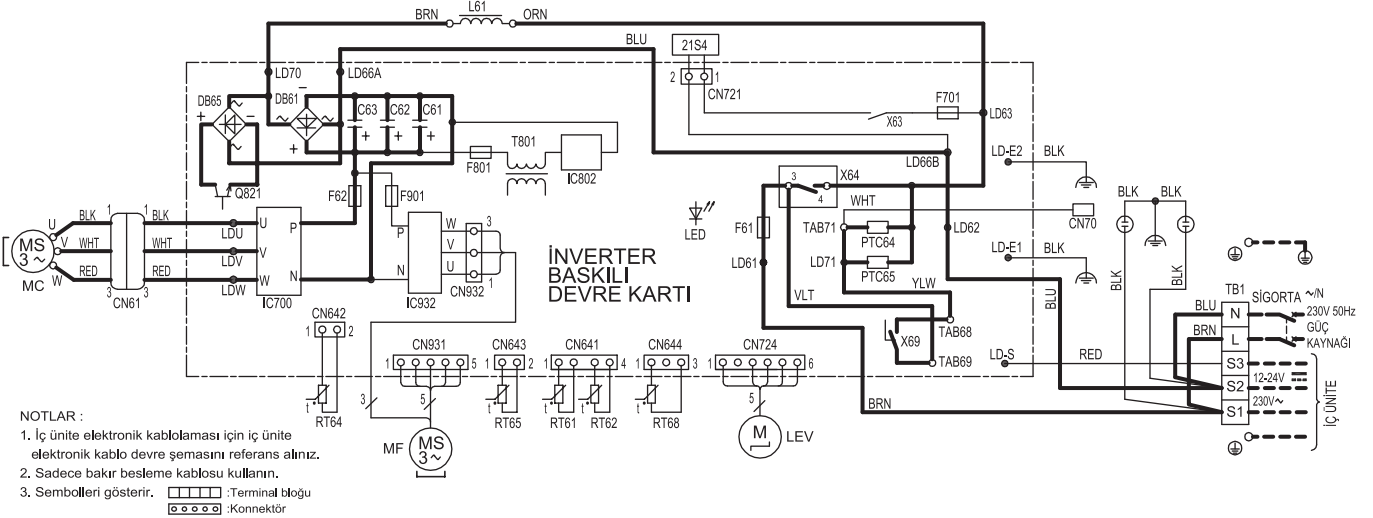 L61
BRN
ORN
BLU
21S4
2
1
CN721
LD70
LD66A
DB65
DB61
C63
C62
C61
F701
X63
LD63
T801
F801
IC802
Q821
F62
F901
LD66B
LD-E2
BLK
3
X64
4
WHT
CN70
BLK
BLK
U
BLK
1
1
BLK
LDU
U
P
MS
3~
V
WHT
WHT
LDV
V
W
RED
3
3
RED
LDW
W
N
MC
CN61
IC700
P
W
3
V
N
U
1
IC932
CN932
LED
F61
TAB71
PTC64
LD62
LD61
LD71
PTC65
LD-E1
BLK
İNVERTER
BASKILI
DEVRE KARTI
VLT
YLW
BLU
BLK
BLK
TAB68
X69
TAB69
LD-S
RED
TB1
SİGORTA
~/N
BLU
N
230V 50Hz
BRN
L
GÜÇ
KAYNAĞI
S3
12-24V
S2
230V~
S1
İÇ ÜNİTE
BRN
CN642
1
2
CN931
1
5
CN643
1
2
CN641
1
4
CN644
1
3
CN724
1
6
t°
RT64
3
5
t°
RT65
t°
RT61
t°
RT62
t°
RT68
5
MF
MS
3~
M
LEV
NOTLAR :
1. İç ünite elektronik kablolaması için iç ünite
elektronik kablo devre şemasını referans alınız.
2. Sadece bakır besleme kablosu kullanın.
3. Sembolleri gösterir.
:Terminal bloğu
:Konnektör